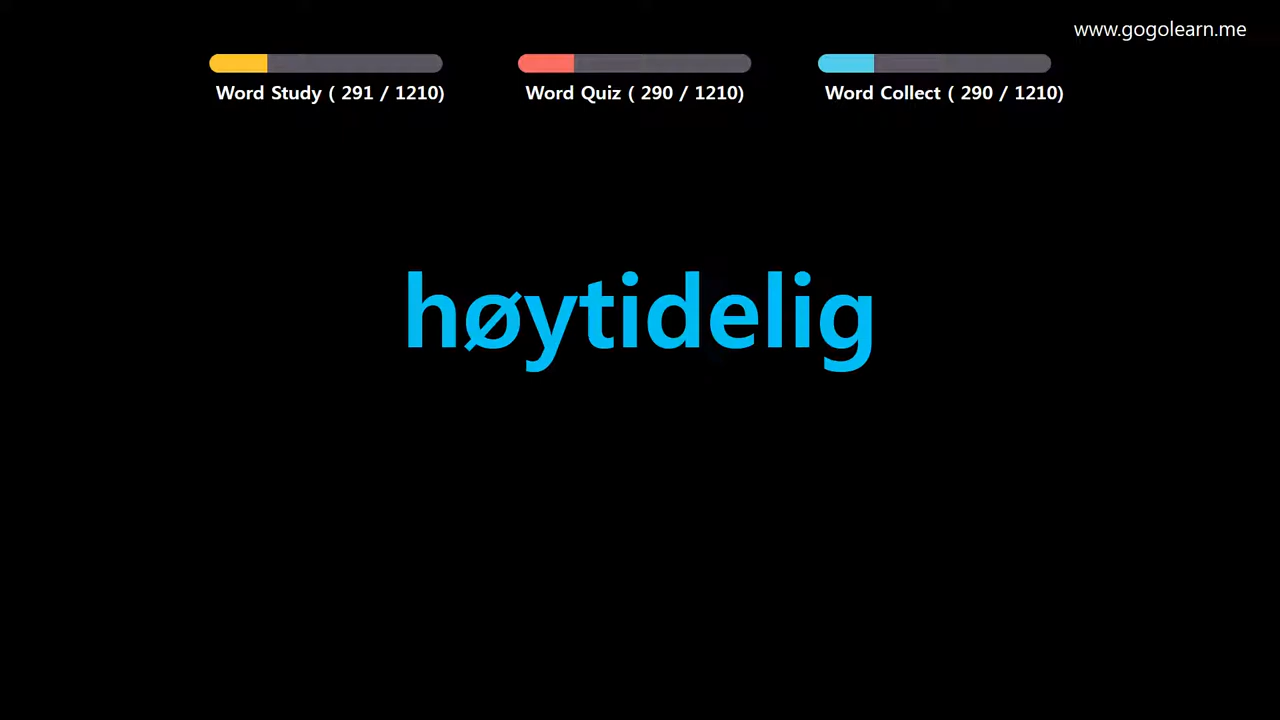 www.gogolearn.me
Word Study ( 291 / 1210)
Word Quiz ( 290 / 1210)
Word Collect ( 290 / 1210)
høytidelig